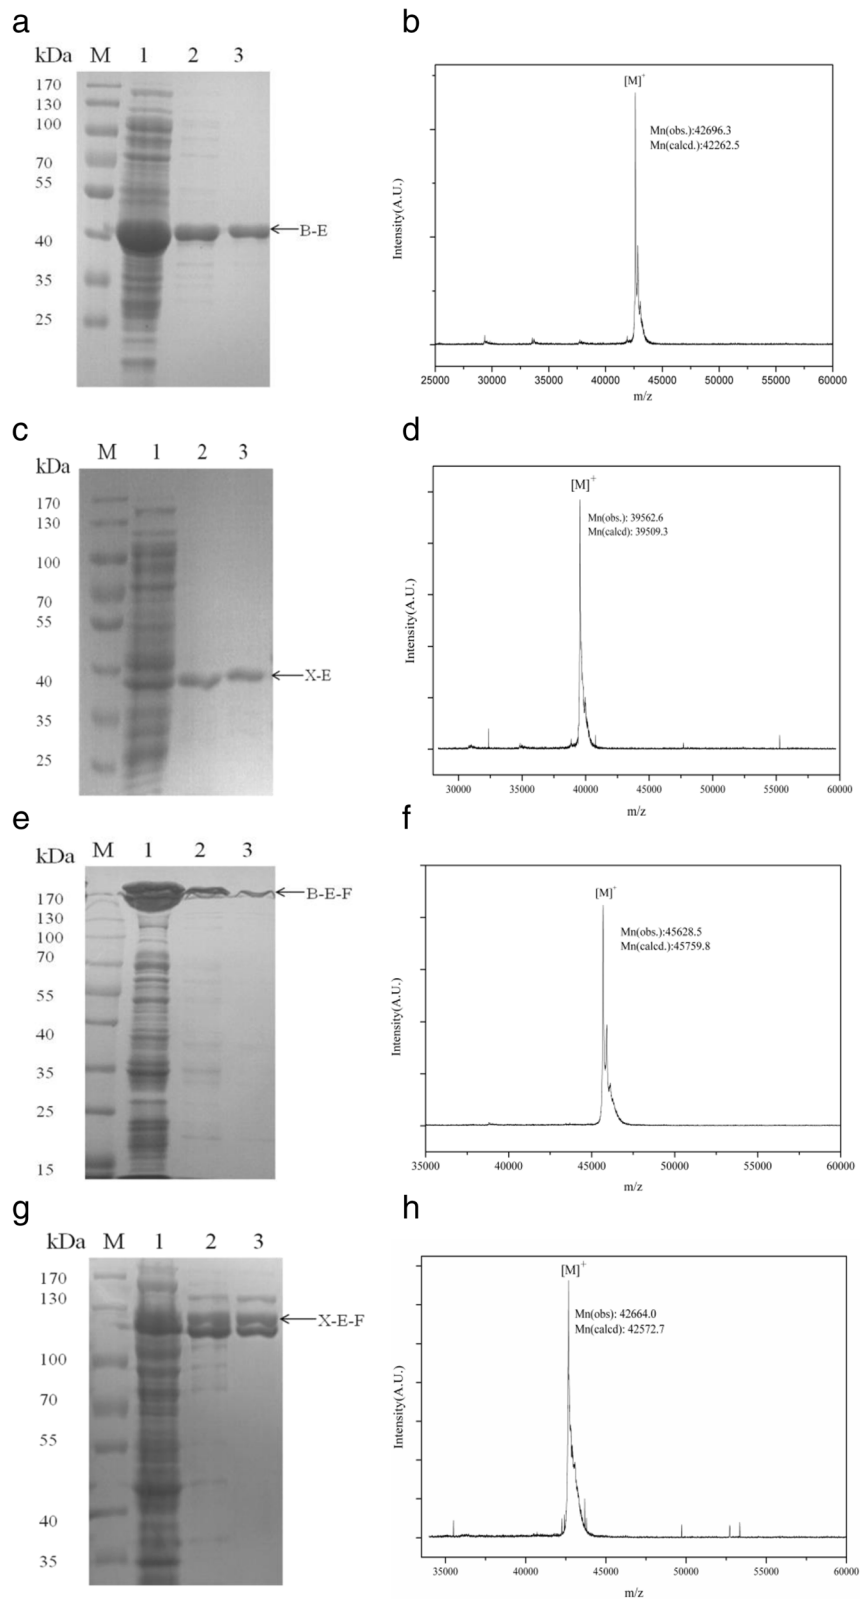 a
kDa M 1 2 3
170
130
100
70
55
40
35
25
B-E
b
[M]+
Mn(obs.):42696.3
Mn(calcd.):42262.5
Intensity(A.U.)
25000 30000 35000 40000 45000 50000 55000 60000
m/z
c
kDa M 1 2 3
170
130
100
70
55
40
35
25
X-E
d
[M]+
Mn(obs.): 39562.6
Mn(calcd): 39509.3
Intensity(A.U.)
30000 35000 40000 45000 50000 55000 60000
m/z
e
kDa M 1 2 3
170
130
100
70
55
40
35
25
15
B-E-F
f
[M]+
Mn(obs.):45628.5
Mn(calcd.):45759.8
Intensity(A.U.)
35000 40000 45000 50000 55000 60000
m/z
g
kDa M 1 2 3
170
130
100
70
55
40
35
X-E-F
h
[M]+
Mn(obs): 42664.0
Mn(calcd): 42572.7
Intensity(A.U.)
35000 40000 45000 50000 55000 60000
m/z